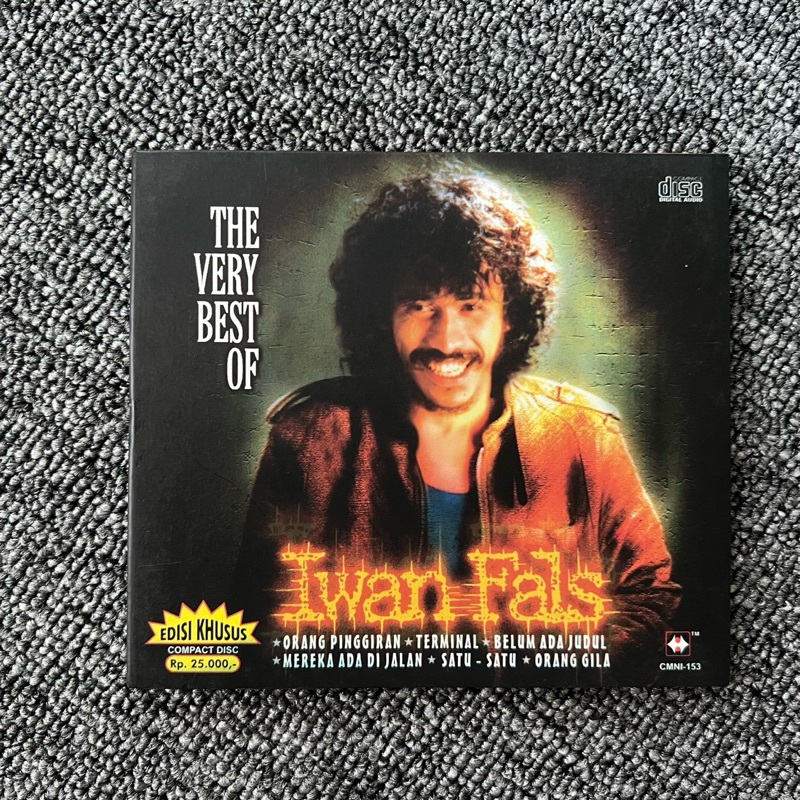 THE
VERY
BEST
OF
COMPACT
disc
DIGITAL AUDIO
Iwan Fals
EDISI KHUSUS
COMPACT DISC
Rp. 25.000,-
★ORANG PINGGIRAN ★TERMINAL ★BELUM ADA JUDUL
★MEREKA ADA DI JALAN ★ SATU - SATU ★ ORANG GILA
TM
CMNI-153